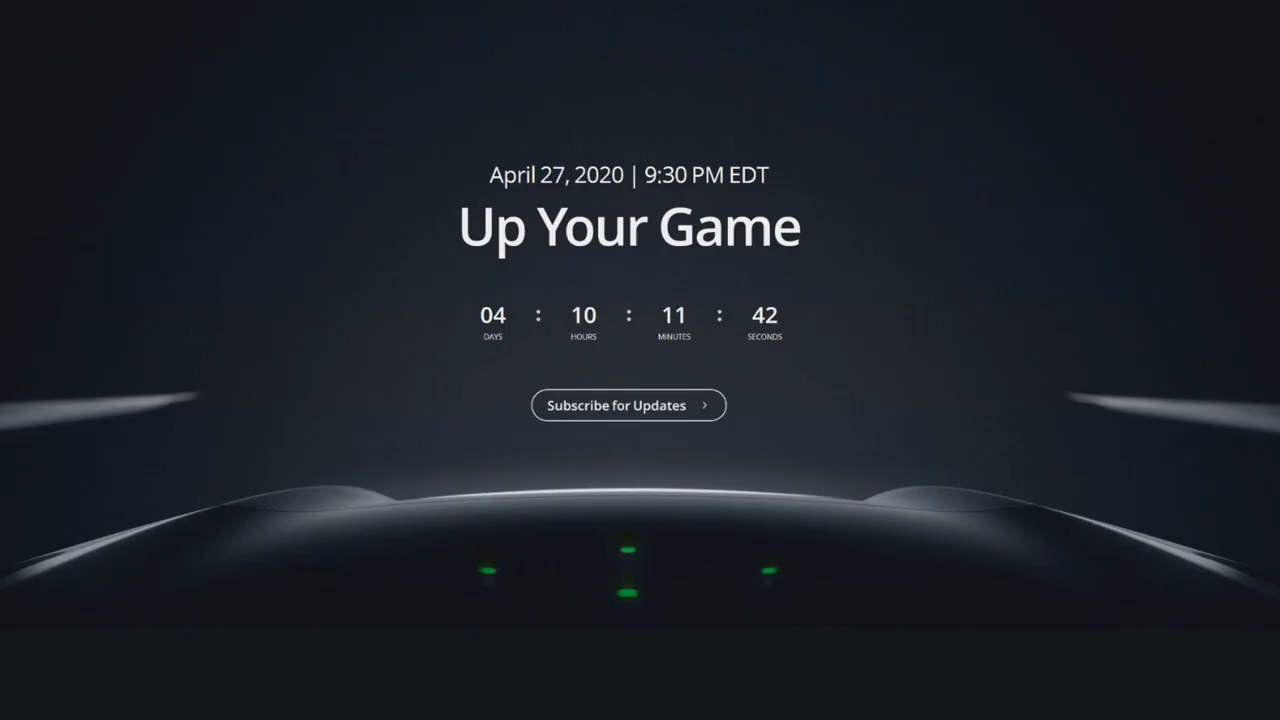 April 27, 2020 | 9:30 PM EDT
Up Your Game
04 : 10 : 11 : 42
DAYS HOURS MINUTES SECONDS
Subscribe for Updates >